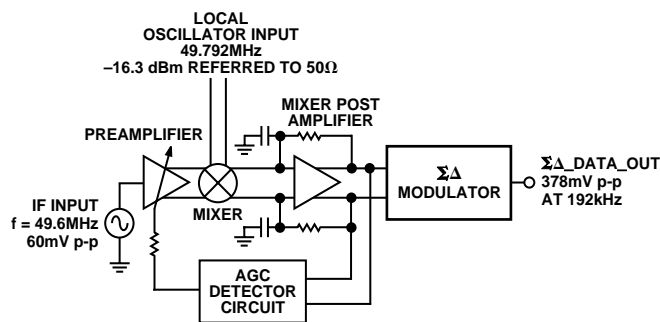 LOCAL
OSCILLATOR INPUT
49.792MHz
–16.3 dBm REFERRED TO 50Ω
MIXER POST
AMPLIFIER
PREAMPLIFIER
IF INPUT
f = 49.6MHz
60mV p-p
MIXER
ΣΔ
MODULATOR
ΣΔ_DATA_OUT
378mV p-p
AT 192kHz
AGC
DETECTOR
CIRCUIT